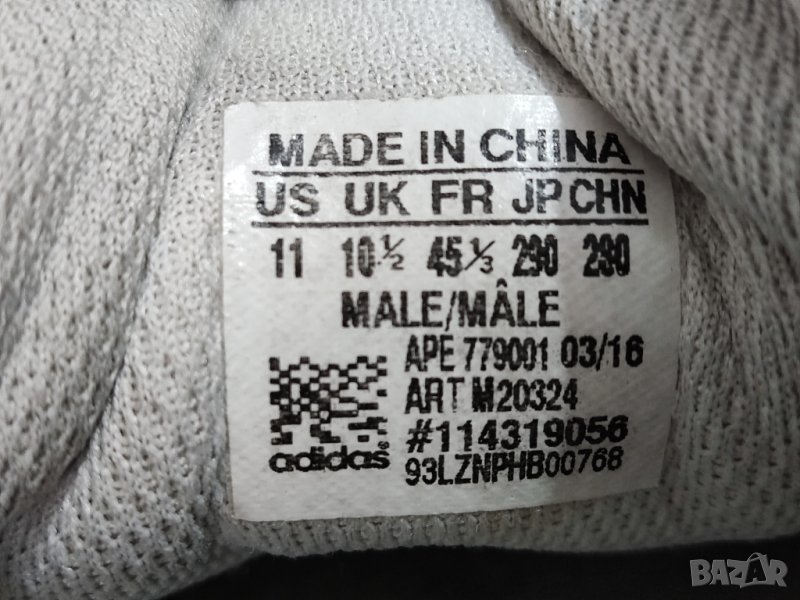 MADE IN CHINA
US UK FR JP CHN
11 10½ 45⅓ 290 290
MALE/MÂLE
APE 779001 03/16
ART M20324
#114319056
93LZNPHB00768
adidas®
BAZAR